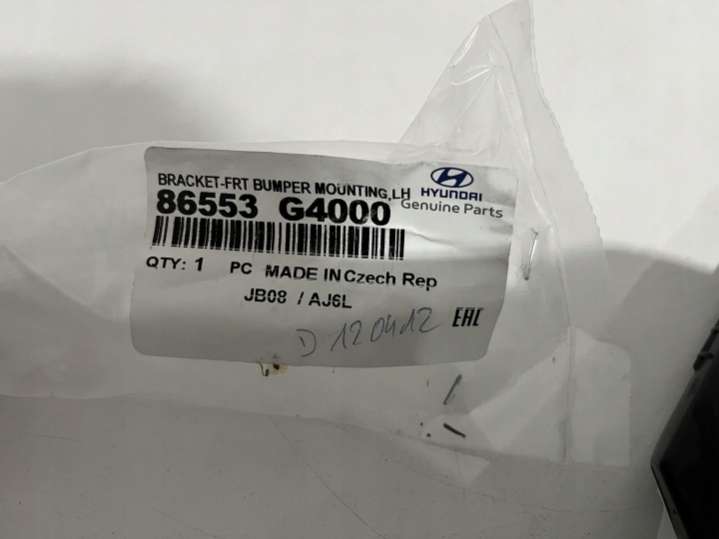 BRACKET-FRT BUMPER MOUNTING,LH
HYUNDAI
86553 G4000
Genuine Parts
QTY: 1 PC MADE IN Czech Rep
JB08 / AJ6L
D 120412
EAC